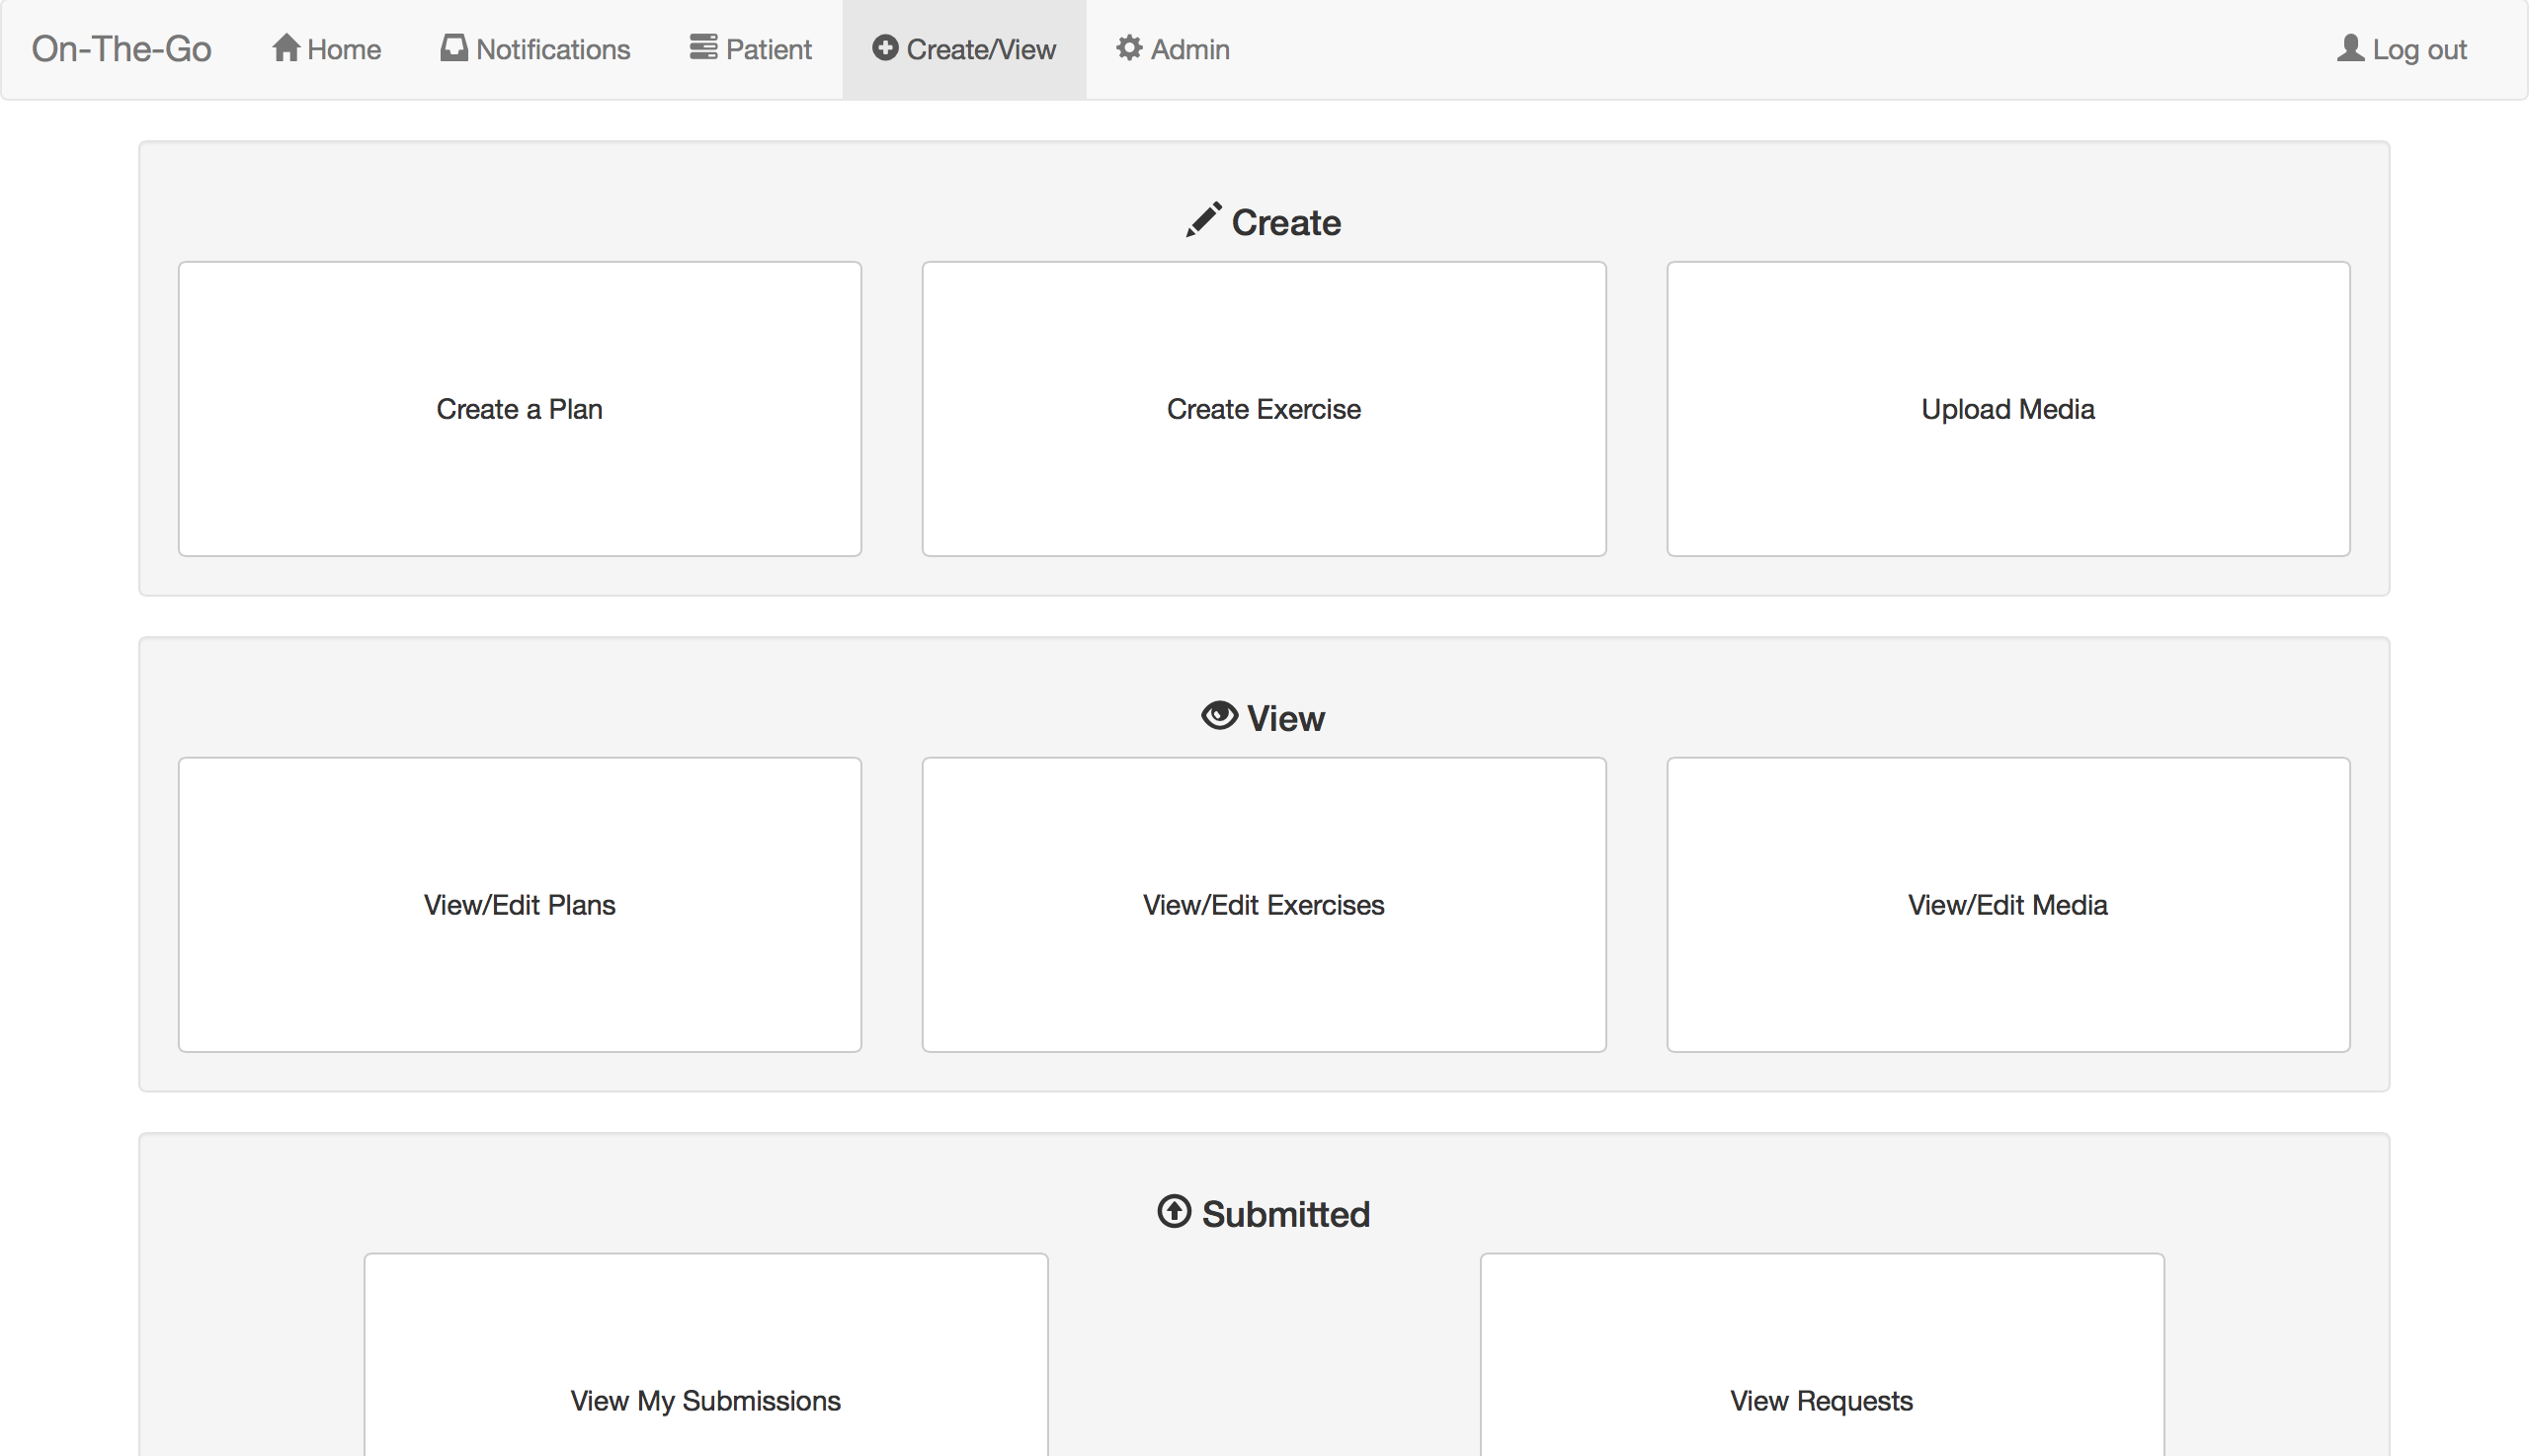 On-The-Go Home Notifications Patient Create/View Admin Log out
Create
Create a Plan Create Exercise Upload Media
View
View/Edit Plans View/Edit Exercises View/Edit Media
Submitted
View My Submissions View Requests